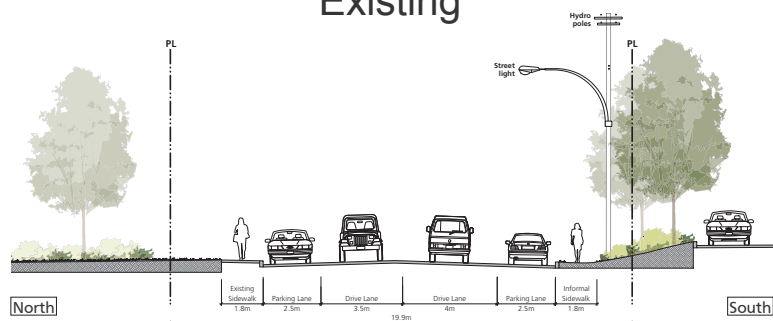 Existing
Hydro
poles
PL
PL
Street
light
Existing
Sidewalk
1.8m
Parking Lane
2.5m
Drive Lane
3.5m
Drive Lane
4m
Parking Lane
2.5m
Informal
Sidewalk
1.8m
19.9m
North
South